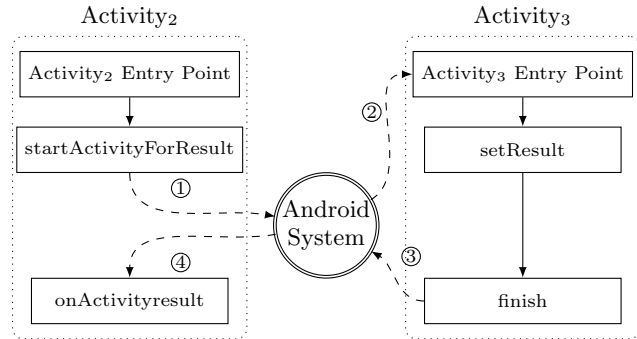 Activity₂
Activity₃
Activity₂ Entry Point
Activity₃ Entry Point
②
startActivityForResult
setResult
①
Android
System
④
③
onActivityresult
finish